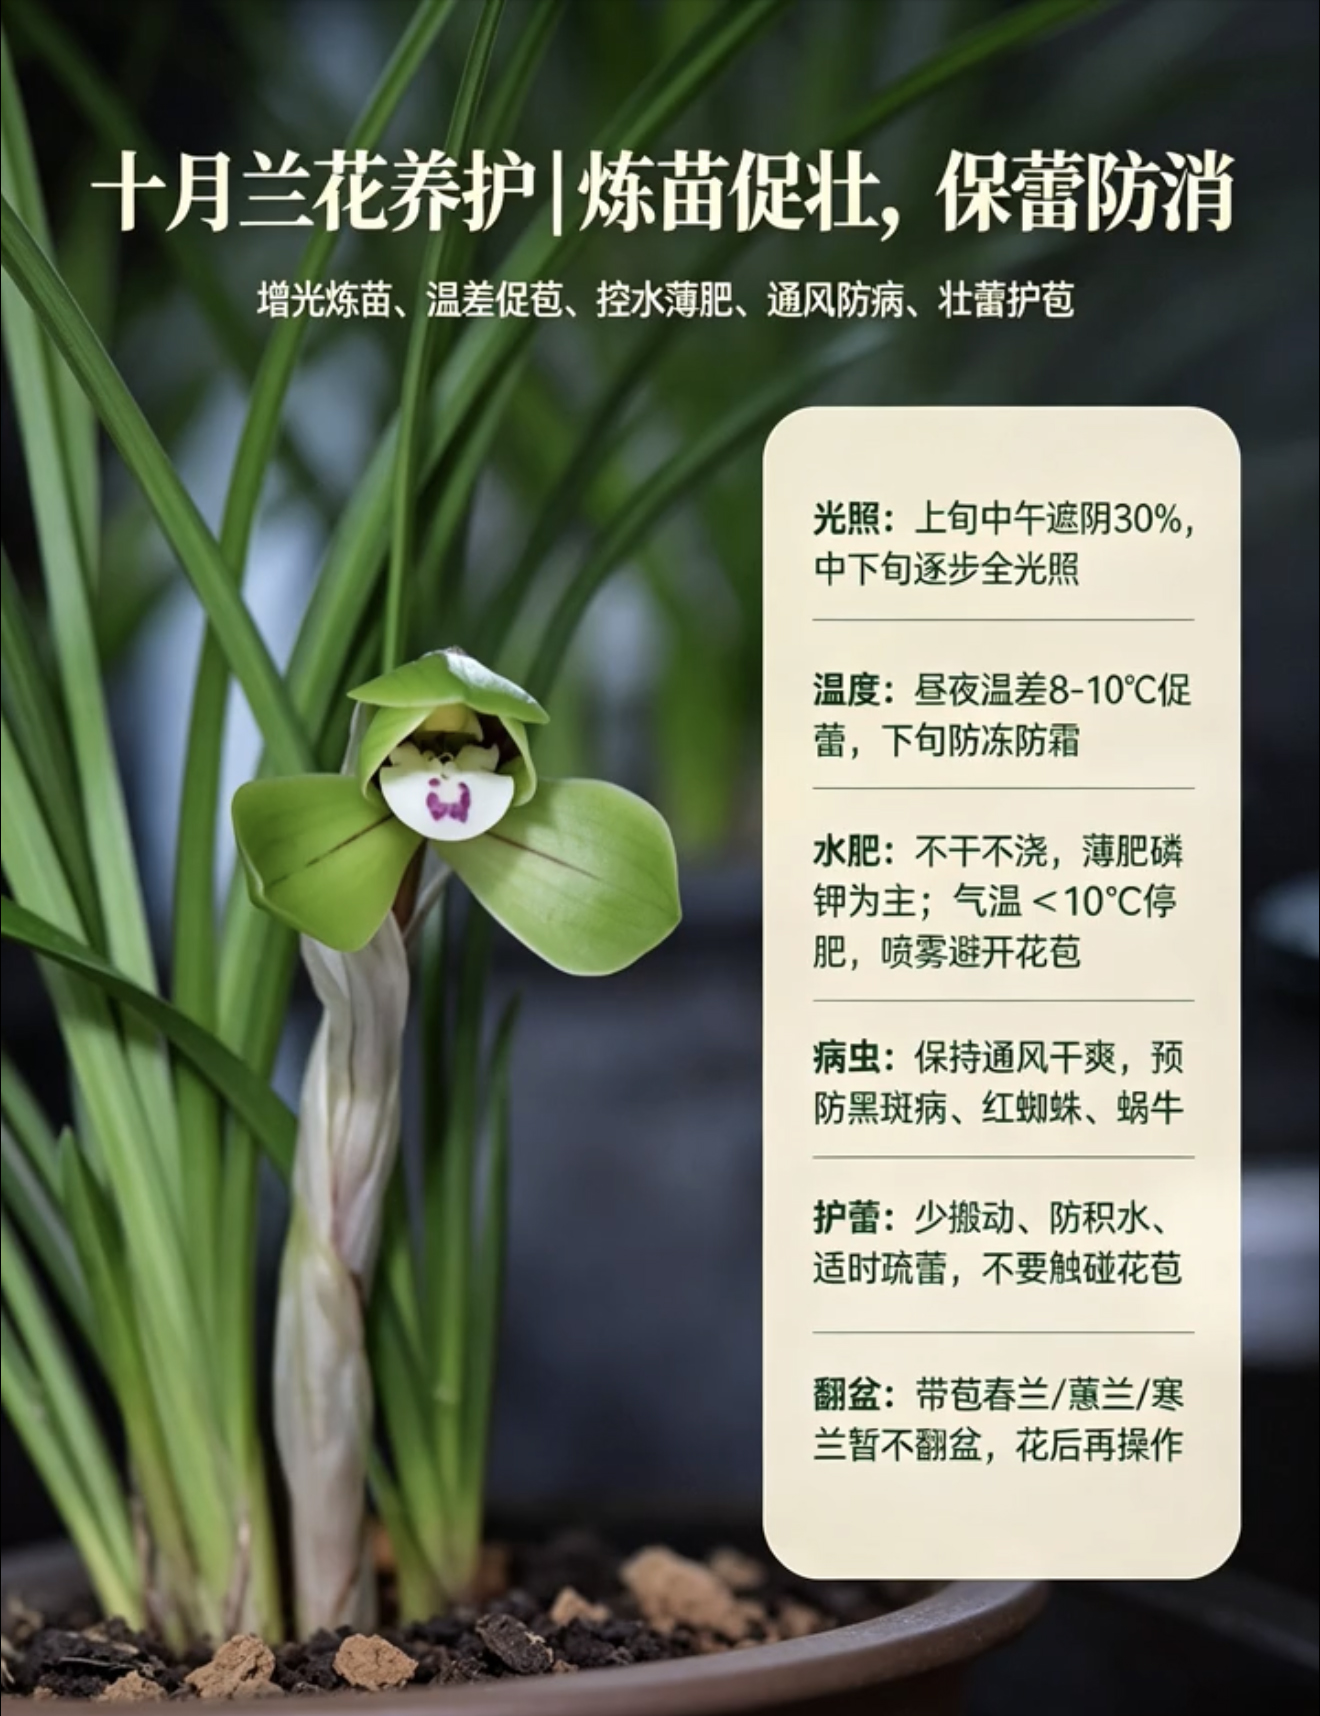 十月兰花养护|炼苗促壮，保蕾防消
增光炼苗、温差促苞、控水薄肥、通风防病、壮蕾护苞
光照：上旬中午遮阴30%，
中下旬逐步全光照
温度：昼夜温差8-10℃促
蕾，下旬防冻防霜
水肥：不干不浇，薄肥磷
钾为主；气温＜10℃停
肥，喷雾避开花苞
病虫：保持通风干爽，预
防黑斑病、红蜘蛛、蜗牛
护蕾：少搬动、防积水、
适时疏蕾，不要触碰花苞
翻盆：带苞春兰/蕙兰/寒
兰暂不翻盆，花后再操作